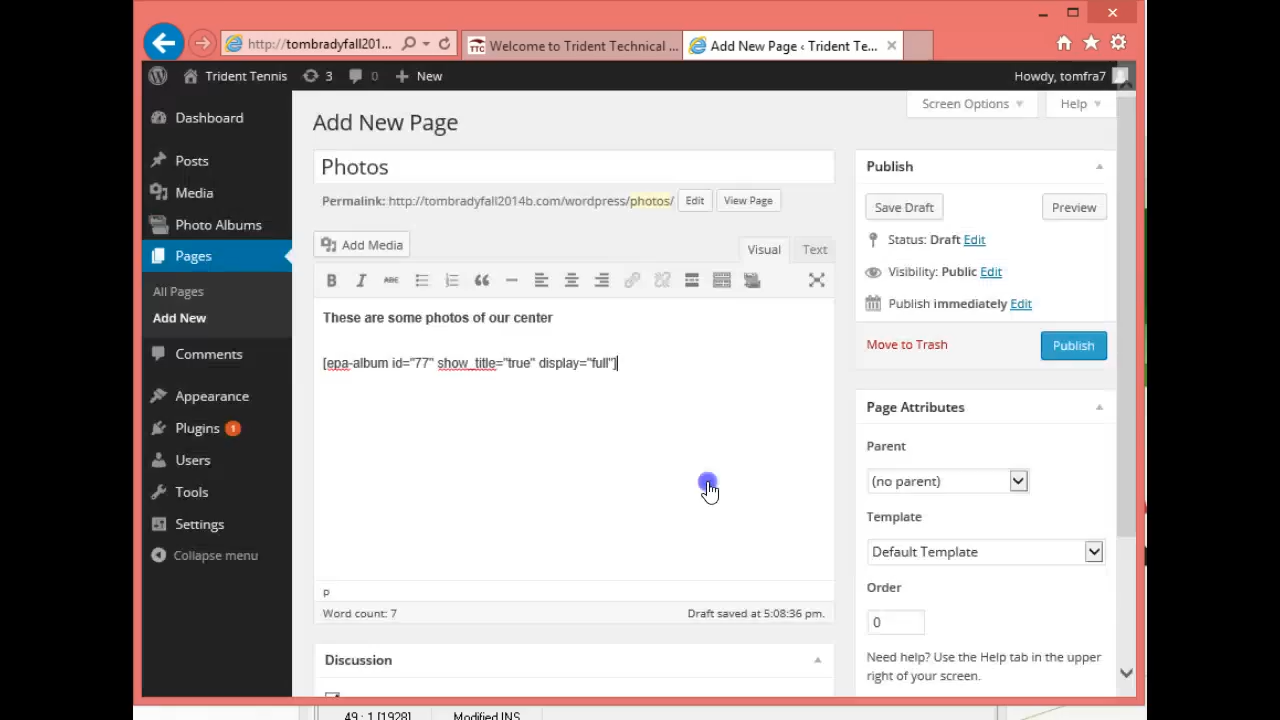 http://tombradyfall201...
Welcome to Trident Technical ...
Add New Page ‹ Trident Te...
Trident Tennis
3
0
New
Howdy, tomfra7
Screen Options
Help
Dashboard
Posts
Media
Photo Albums
Pages
All Pages
Add New
Comments
Appearance
Plugins 1
Users
Tools
Settings
Collapse menu
Add New Page
Photos
Permalink: http://tombradyfall2014b.com/wordpress/photos/
Edit
View Page
Add Media
Visual
Text
B I ABC
These are some photos of our center
[epa-album id="77" show_title="true" display="full"]
p
Word count: 7
Draft saved at 5:08:36 pm.
Discussion
Publish
Save Draft
Preview
Status: Draft Edit
Visibility: Public Edit
Publish immediately Edit
Move to Trash
Publish
Page Attributes
Parent
(no parent)
Template
Default Template
Order
0
Need help? Use the Help tab in the upper
right of your screen.
49 : 1 [1928]
Modified INS